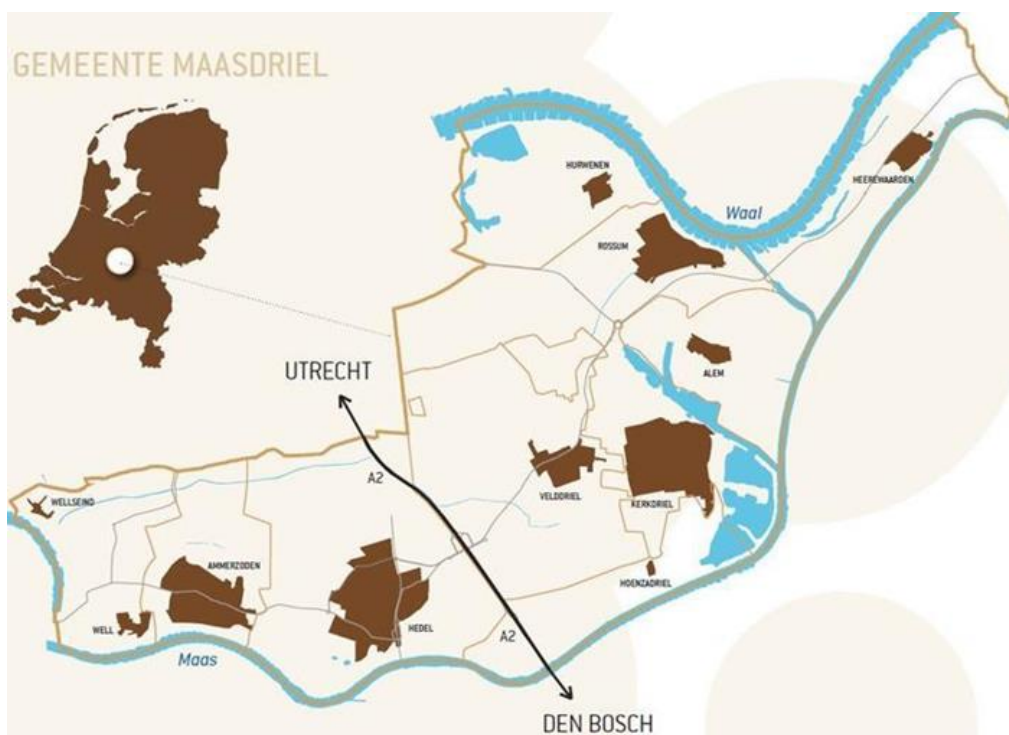 GEMEENTE MAASDRIEL
HURWENEN
HEEREWAARDEN
Waal
ROSSUM
UTRECHT
ALEM
A2
VELDDRIEL
WELLSEIND
KERKDRIEL
AMMERZODEN
HOENZADRIEL
WELL
HEDEL
A2
Maas
DEN BOSCH